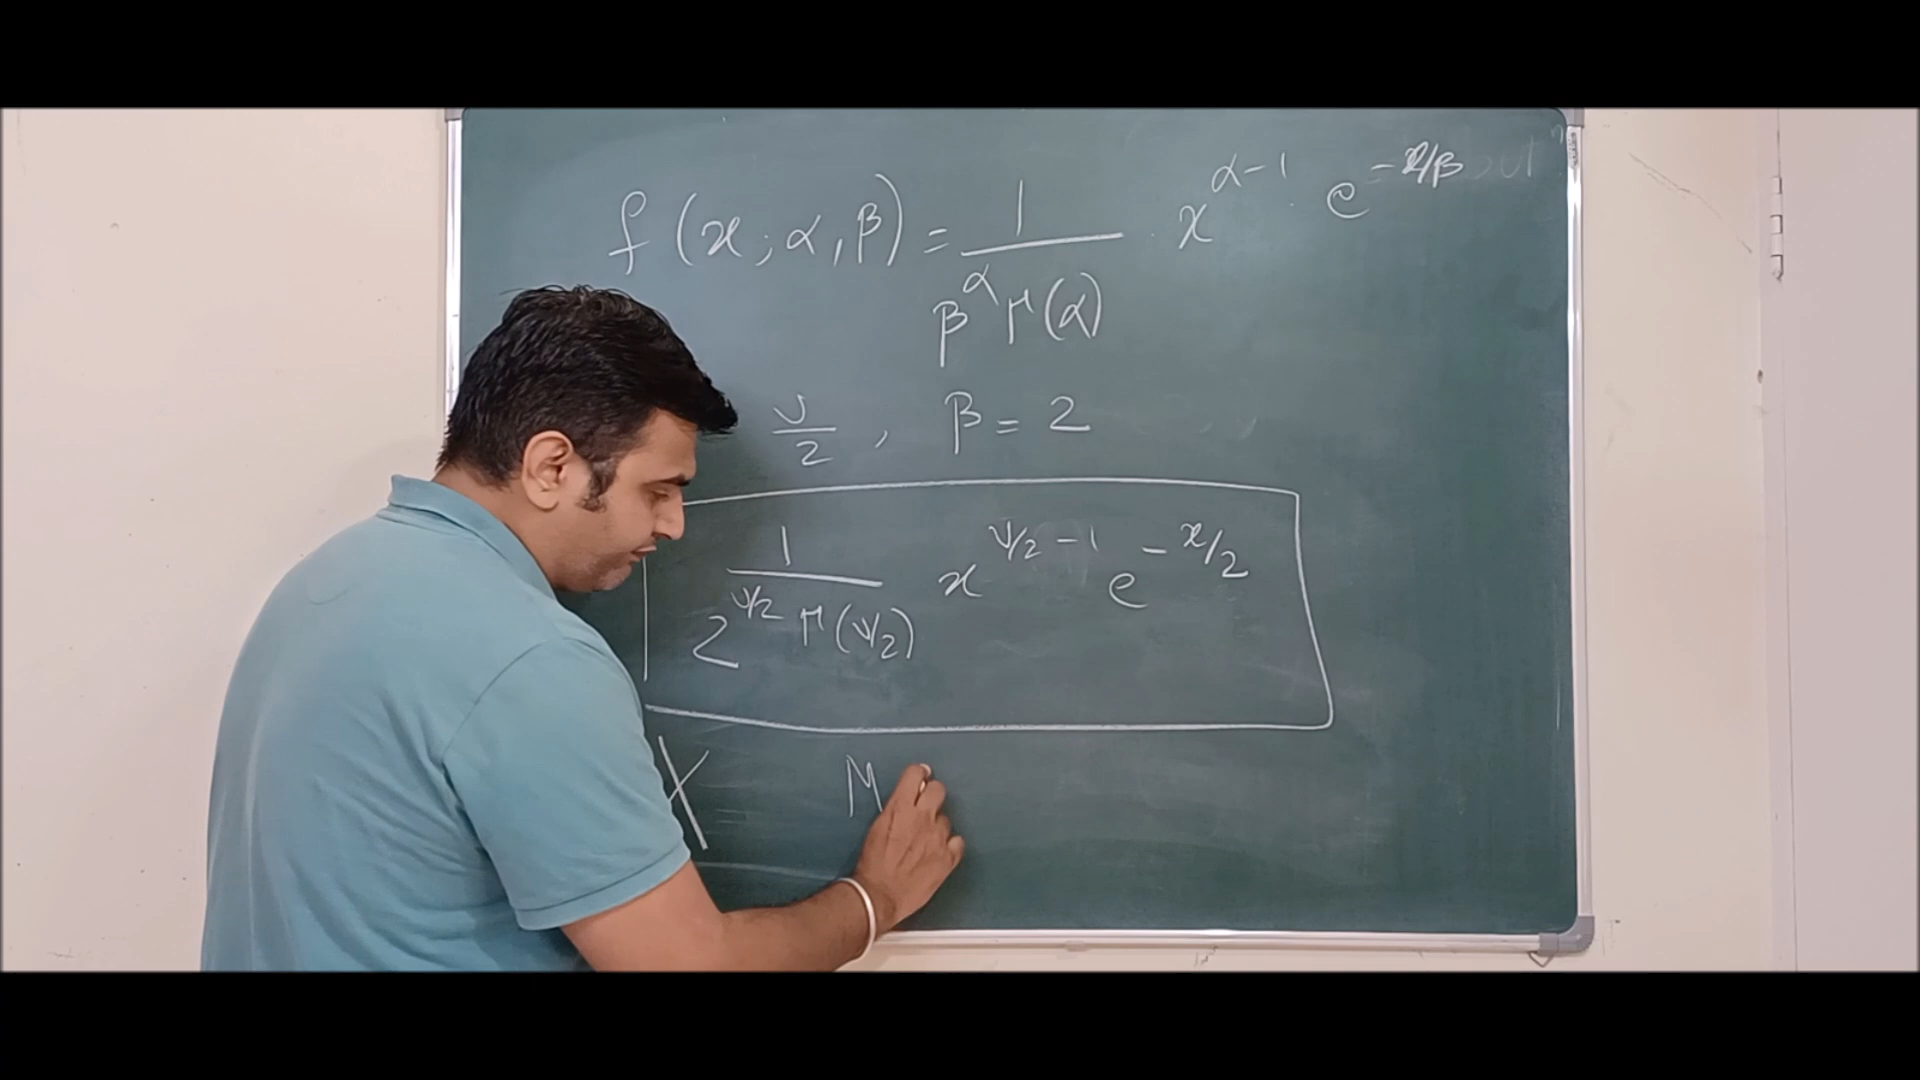 f(x; α, β) = 1/(β^α Γ(α)) · x^(α-1) · e^(-x/β)
ν/2, β = 2
1/(2^(ν/2) Γ(ν/2)) x^(ν/2 - 1) e^(-x/2)
X M